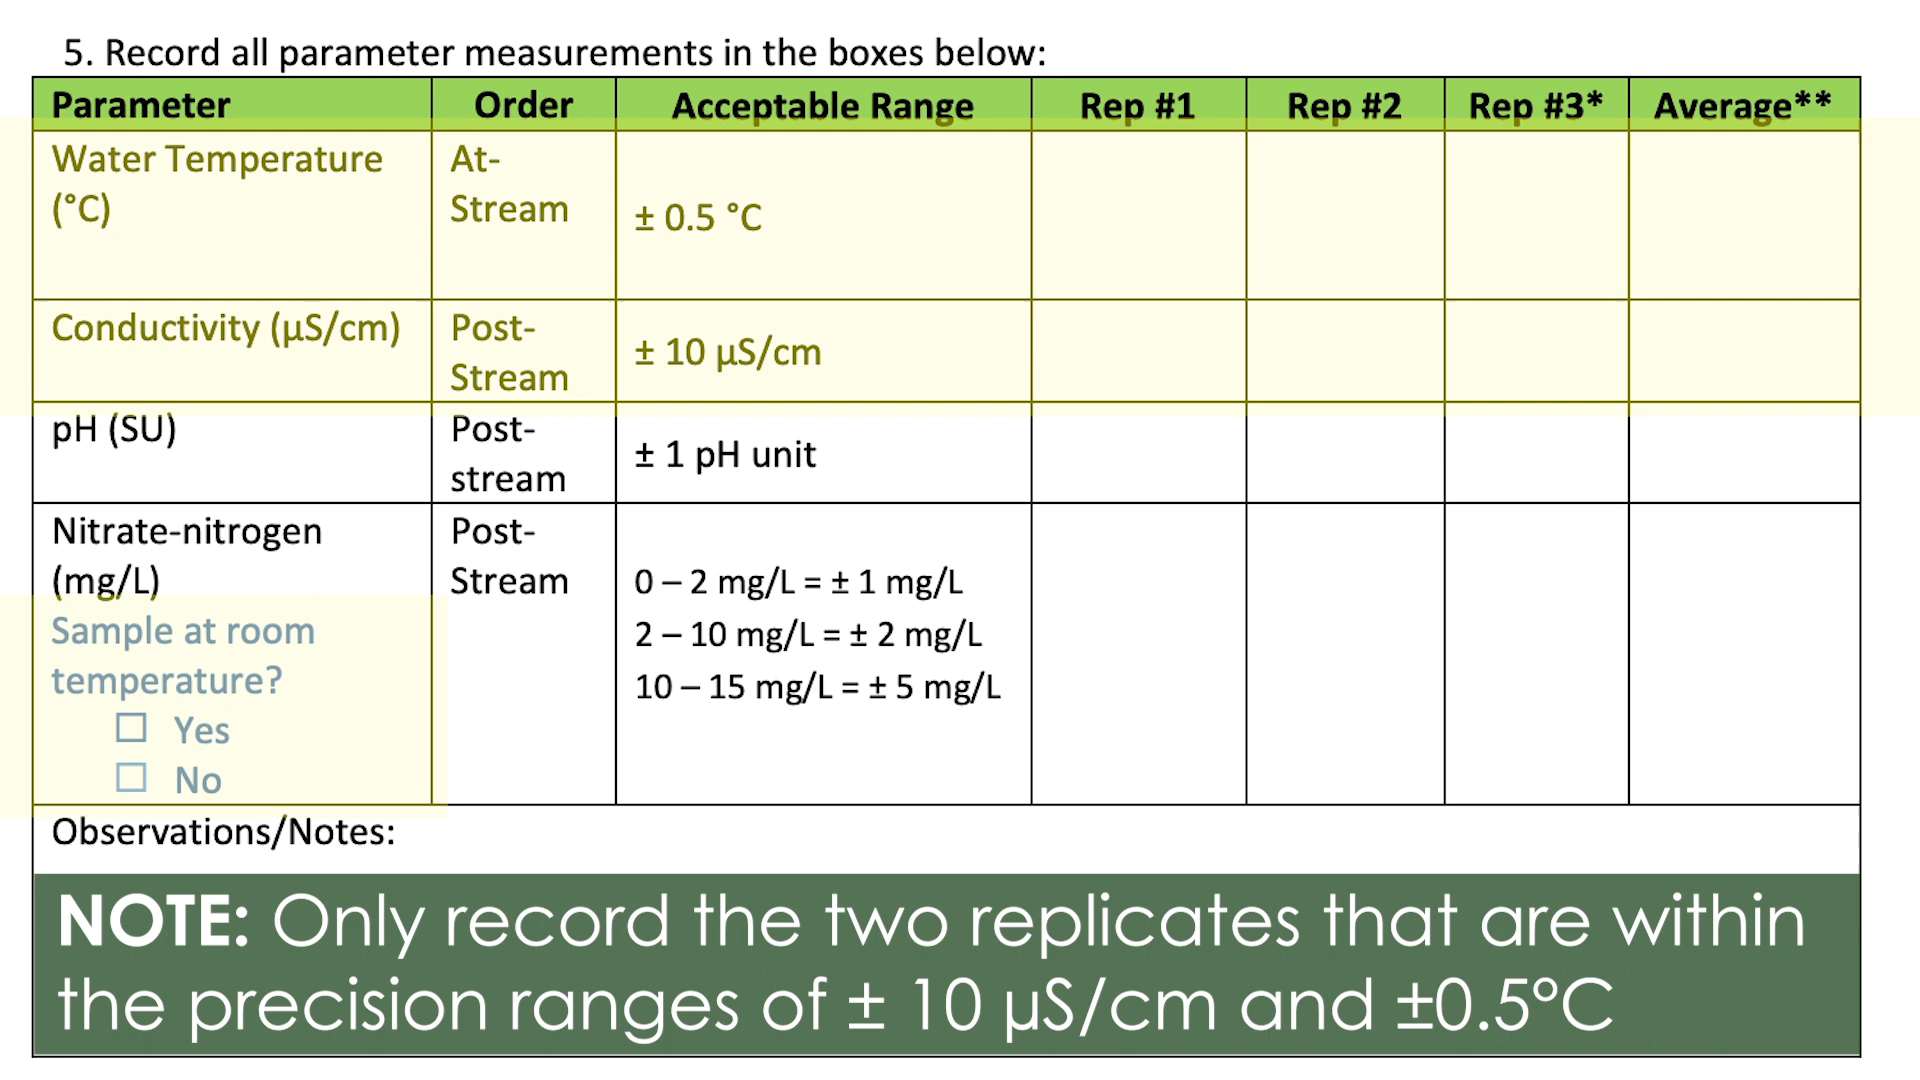 5. Record all parameter measurements in the boxes below:
Parameter Order Acceptable Range Rep #1 Rep #2 Rep #3* Average**
Water Temperature
(°C)
At-
Stream
± 0.5 °C
Conductivity (µS/cm)
Post-
Stream
± 10 µS/cm
pH (SU)
Post-
stream
± 1 pH unit
Nitrate-nitrogen
(mg/L)
Sample at room
temperature?
☐ Yes
☐ No
Post-
Stream
0 – 2 mg/L = ± 1 mg/L
2 – 10 mg/L = ± 2 mg/L
10 – 15 mg/L = ± 5 mg/L
Observations/Notes:
NOTE: Only record the two replicates that are within
the precision ranges of ± 10 µS/cm and ±0.5°C